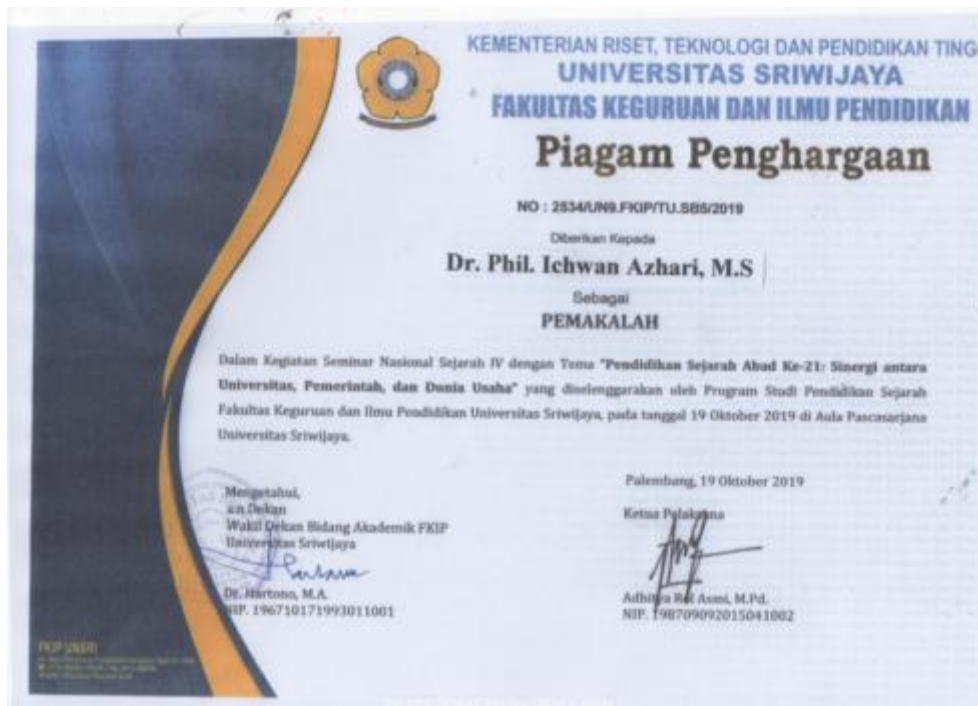 KEMENTERIAN RISET, TEKNOLOGI DAN PENDIDIKAN TING
UNIVERSITAS SRIWIJAYA
FAKULTAS KEGURUAN DAN ILMU PENDIDIKAN
Piagam Penghargaan
NO : 2534/UN9.FKIP/TU.SB5/2019
Diberikan Kepada
Dr. Phil. Ichwan Azhari, M.S
Sebagai
PEMAKALAH
Dalam Kegiatan Seminar Nasional Sejarah IV dengan Tema "Pendidikan Sejarah Abad Ke-21: Sinergi antara
Universitas, Pemerintah, dan Dunia Usaha" yang diselenggarakan oleh Program Studi Pendidikan Sejarah
Fakultas Keguruan dan Ilmu Pendidikan Universitas Sriwijaya, pada tanggal 19 Oktober 2019 di Aula Pascasarjana
Universitas Sriwijaya.
Mengetahui,
a.n Dekan
Wakil Dekan Bidang Akademik FKIP
Universitas Sriwijaya
Dr. Hartono, M.A.
NIP. 196710171993011001
Palembang, 19 Oktober 2019
Ketua Pelaksana
Adhitya Rol Asmi, M.Pd.
NIP. 198709092015041002
FKIP UNSRI